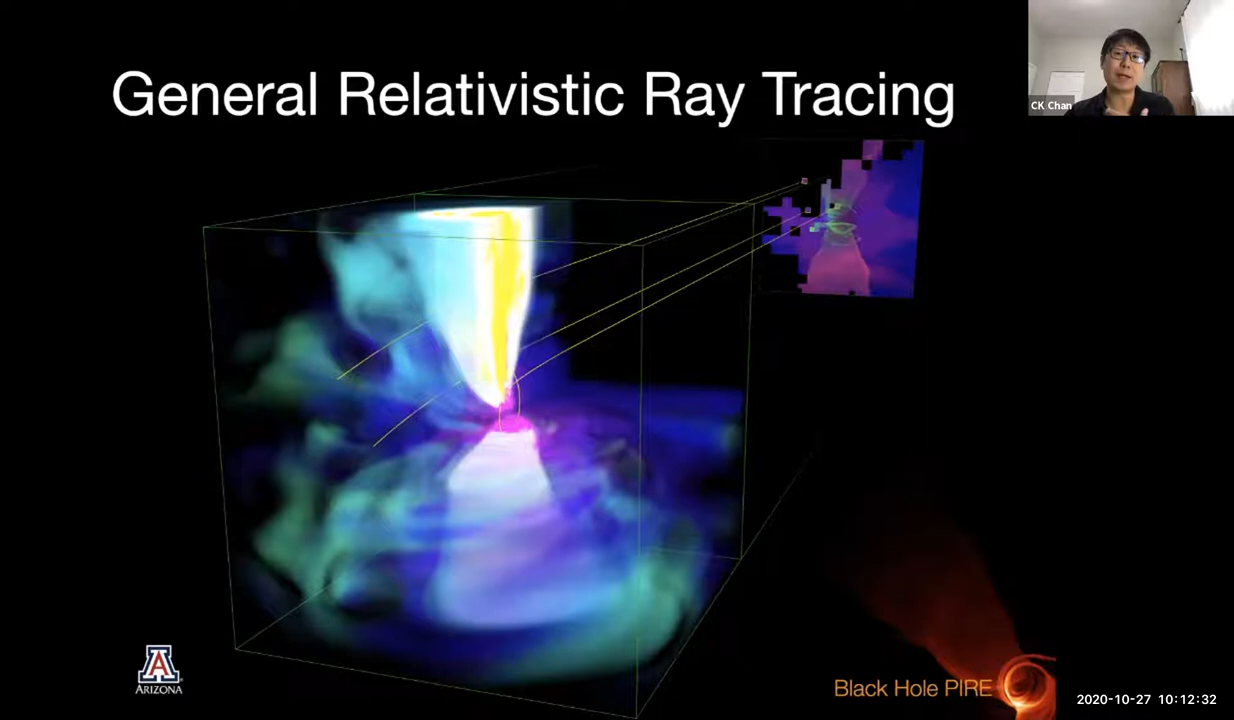 General Relativistic Ray Tracing
CK Chan
A
ARIZONA
Black Hole PIRE
2020-10-27 10:12:32